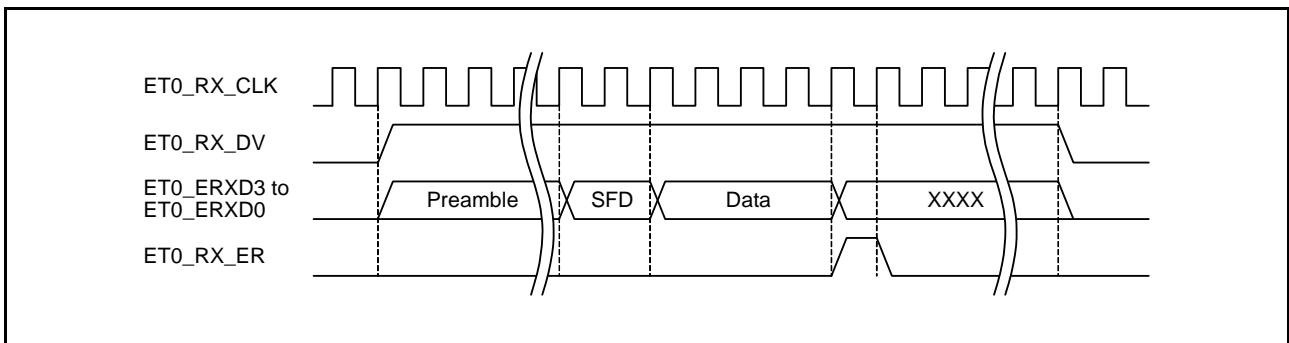 ET0_RX_CLK
ET0_RX_DV
ET0_ERXD3 to
ET0_ERXD0
Preamble
SFD
Data
XXXX
ET0_RX_ER